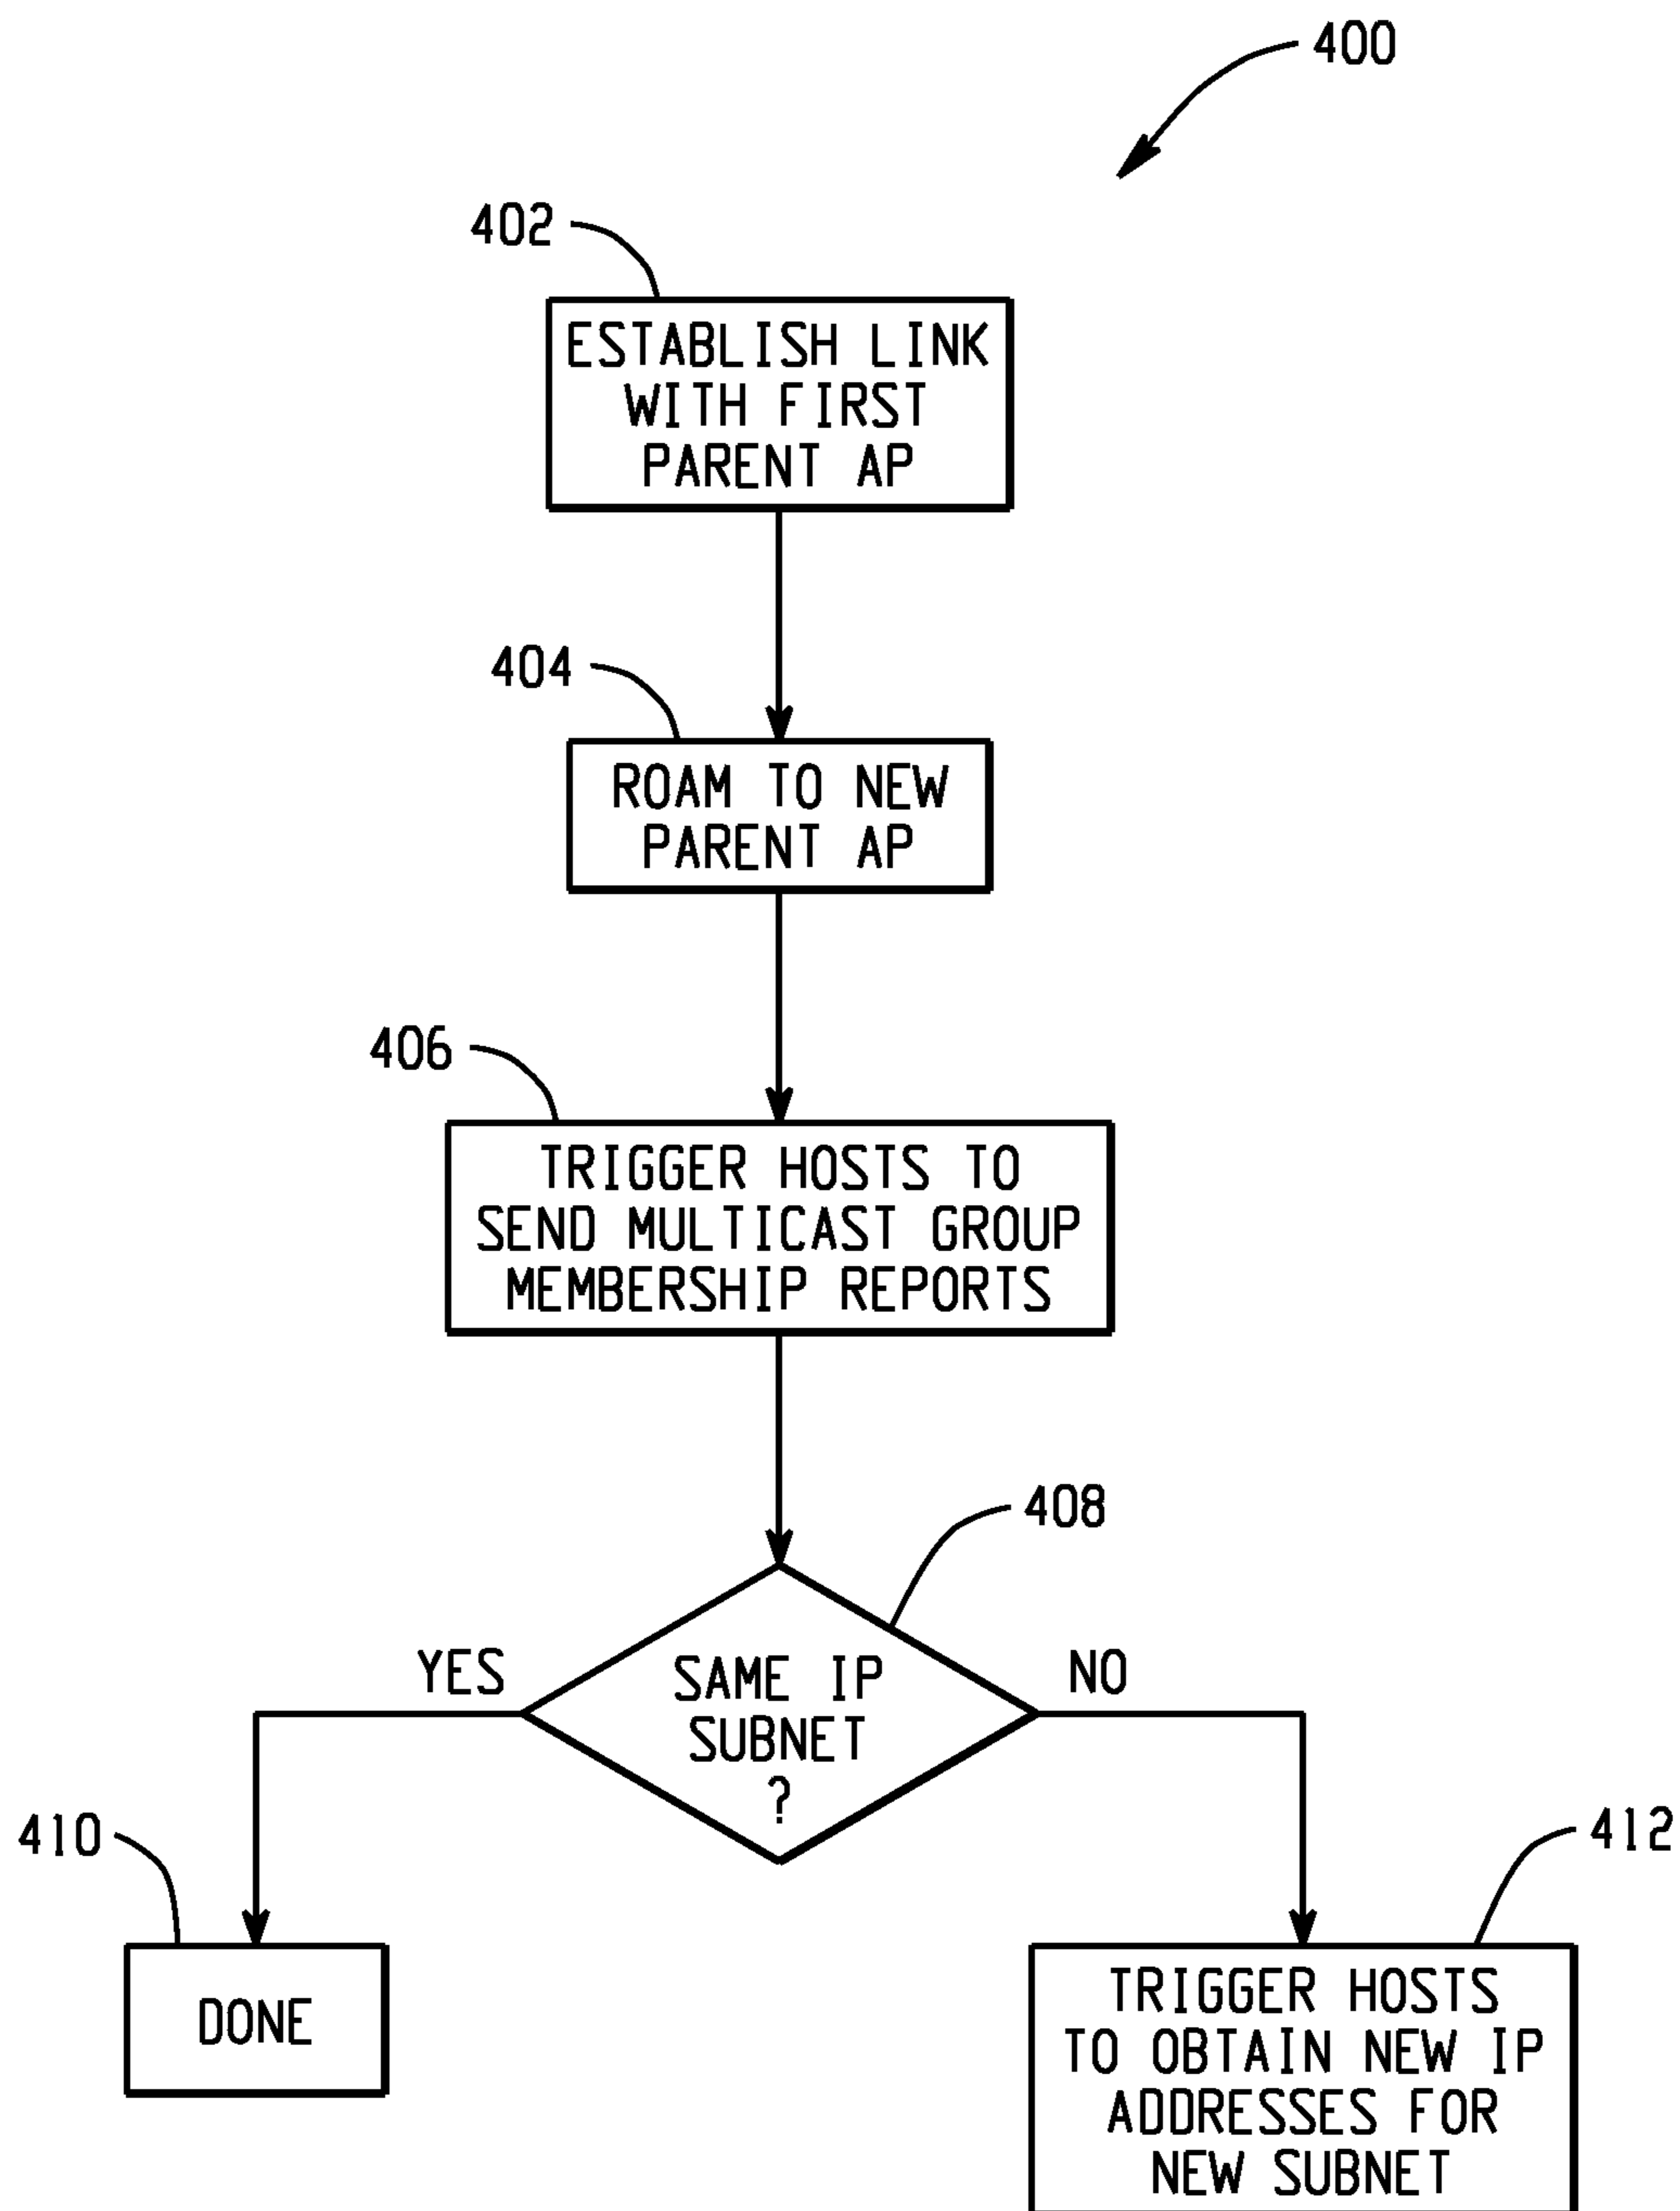 400
402
ESTABLISH LINK
WITH FIRST
PARENT AP
404
ROAM TO NEW
PARENT AP
406
TRIGGER HOSTS TO
SEND MULTICAST GROUP
MEMBERSHIP REPORTS
408
YES
SAME IP
SUBNET
?
NO
410
DONE
412
TRIGGER HOSTS
TO OBTAIN NEW IP
ADDRESSES FOR
NEW SUBNET